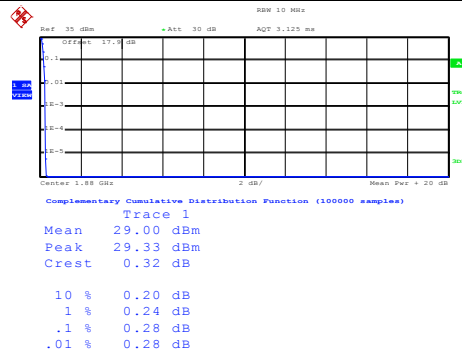 RBW 10 MHz
Ref 35 dBm *Att 30 dB AQT 3.125 ms
Offset 17.9 dB
0.1
A
0.01
1 SA
VIEW
TR
LV
1E-3
1E-4
1E-5
3D
Center 1.88 GHz 2 dB/ Mean Pwr + 20 dB
Complementary Cumulative Distribution Function (100000 samples)
Trace 1
Mean 29.00 dBm
Peak 29.33 dBm
Crest 0.32 dB
10 % 0.20 dB
1 % 0.24 dB
.1 % 0.28 dB
.01 % 0.28 dB